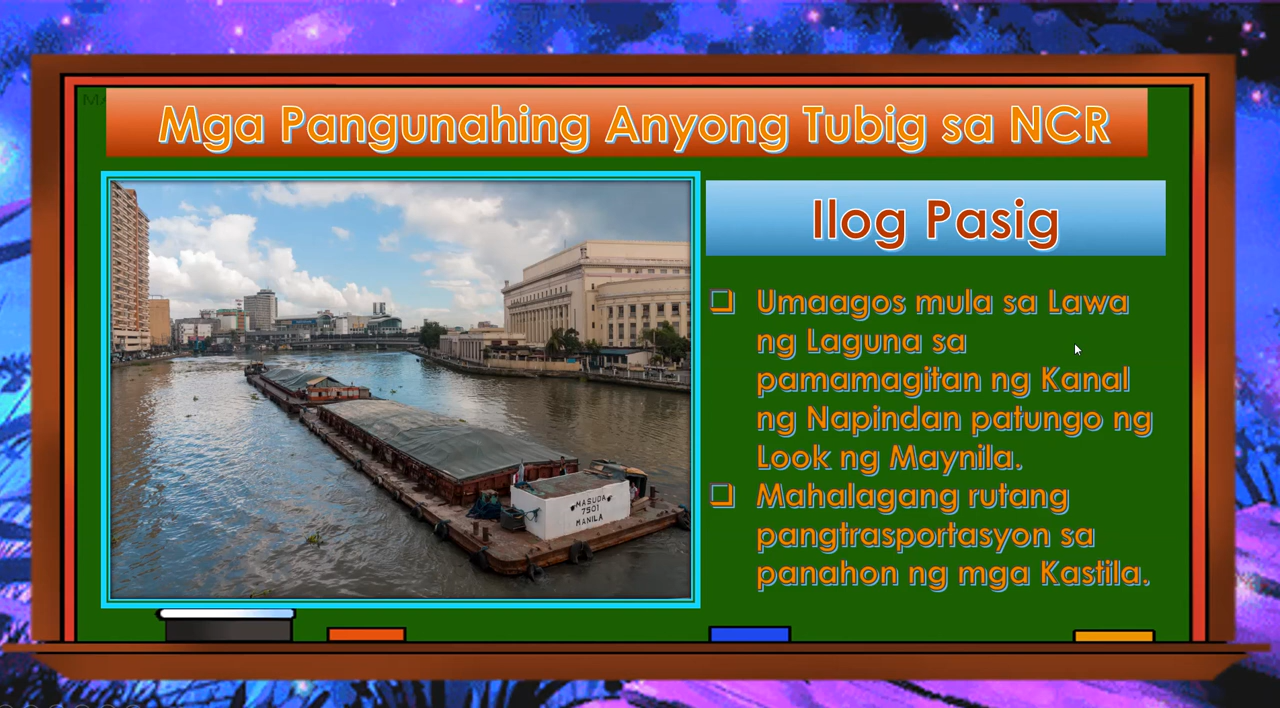 Mga Pangunahing Anyong Tubig sa NCR
Ilog Pasig
Umaagos mula sa Lawa
ng Laguna sa
pamamagitan ng Kanal
ng Napindan patungo ng
Look ng Maynila.
Mahalagang rutang
pangtrasportasyon sa
panahon ng mga Kastila.
MASUDA
7901
MANILA